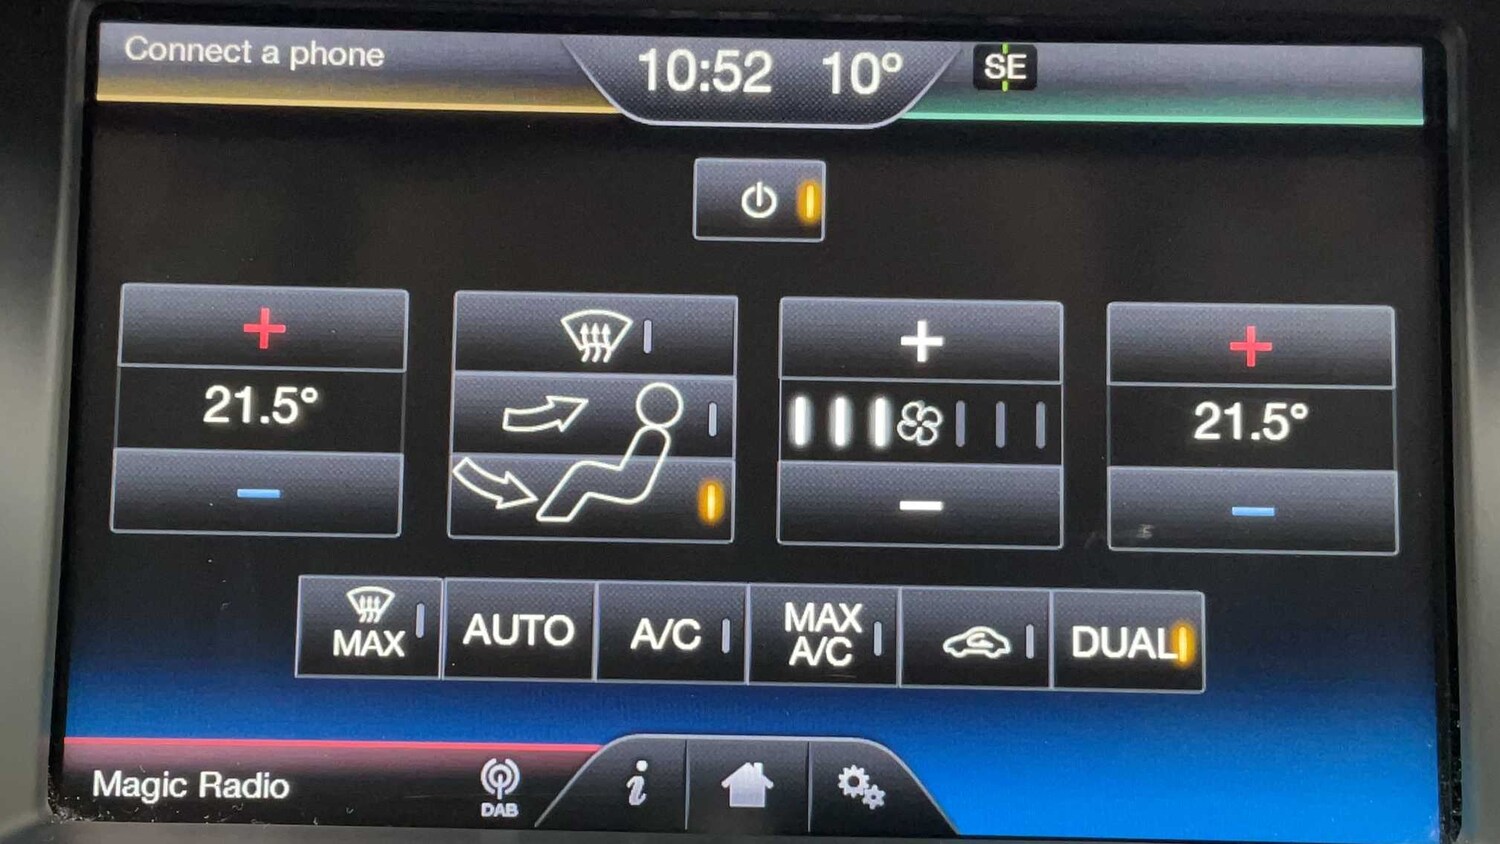 Connect a phone
10:52 10° SE
21.5°
21.5°
MAX
AUTO
A/C
MAX
A/C
DUAL
Magic Radio
DAB
i